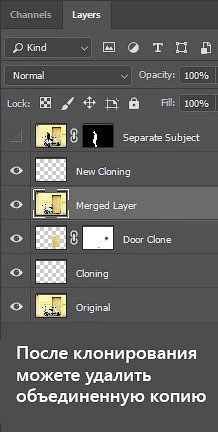 Channels Layers
Kind
Normal Opacity: 100%
Lock: Fill: 100%
Separate Subject
New Cloning
Merged Layer
Door Clone
Cloning
Original
После клонирования
можете удалить
объединенную копию